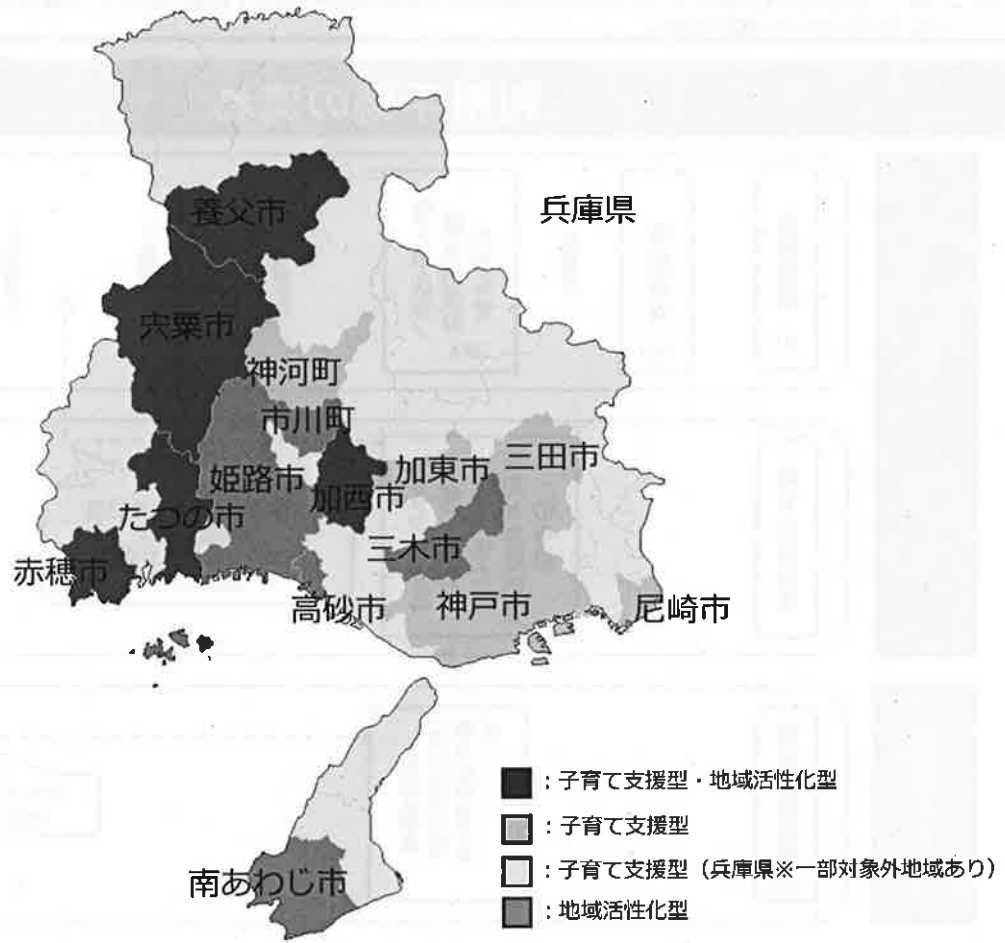 養父市
兵庫県
宍粟市
神河町
市川町
加東市
三田市
姫路市
加西市
たつの市
三木市
赤穂市
高砂市
神戸市
尼崎市
南あわじ市
：子育て支援型・地域活性化型
：子育て支援型
：子育て支援型（兵庫県※一部対象外地域あり）
：地域活性化型